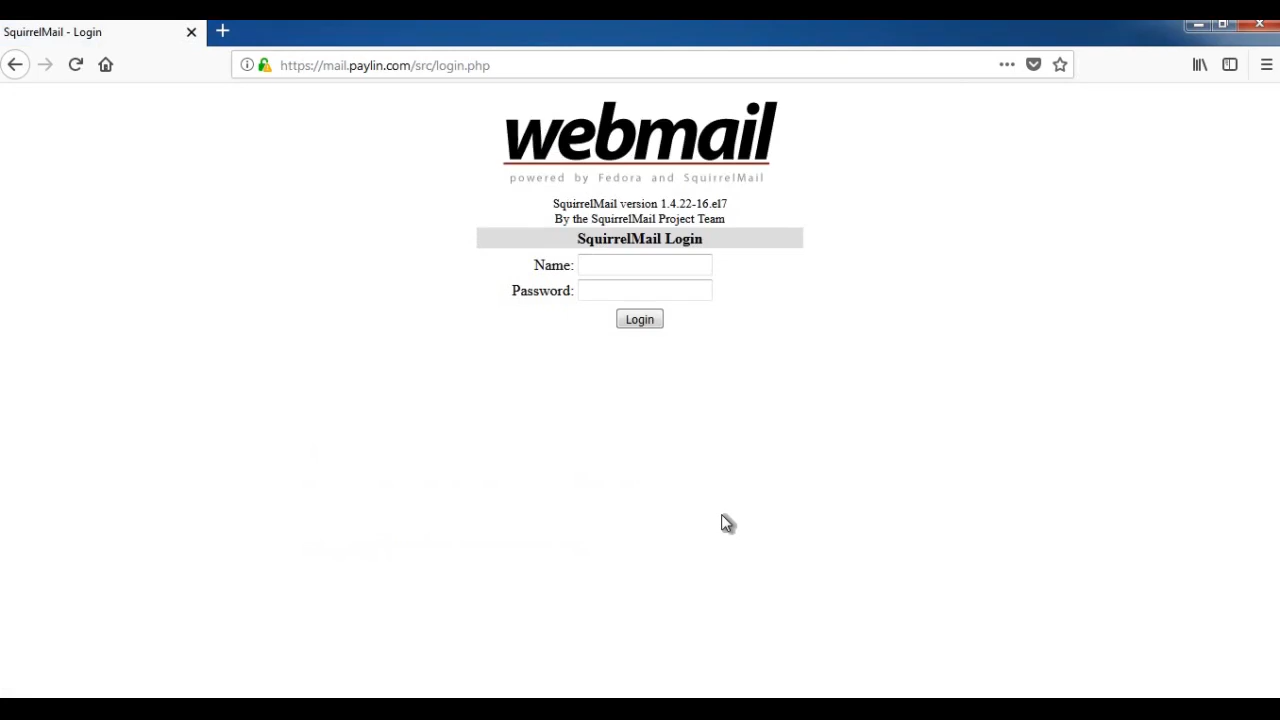 SquirrelMail - Login
https://mail.paylin.com/src/login.php
webmail
powered by Fedora and SquirrelMail
SquirrelMail version 1.4.22-16.el7
By the SquirrelMail Project Team
SquirrelMail Login
Name:
Password:
Login